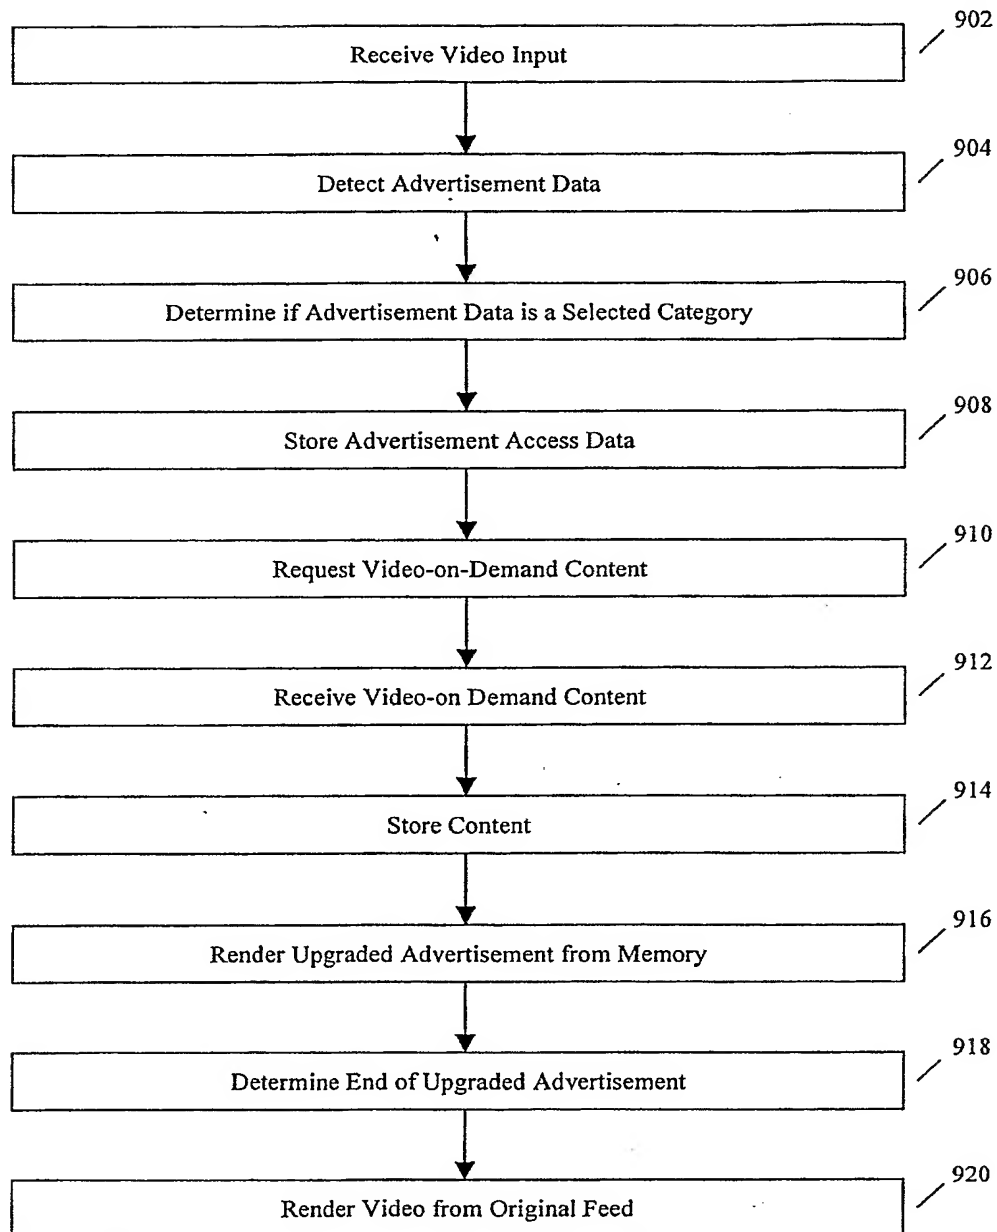 902
Receive Video Input
904
Detect Advertisement Data
906
Determine if Advertisement Data is a Selected Category
908
Store Advertisement Access Data
910
Request Video-on-Demand Content
912
Receive Video-on Demand Content
914
Store Content
916
Render Upgraded Advertisement from Memory
918
Determine End of Upgraded Advertisement
920
Render Video from Original Feed